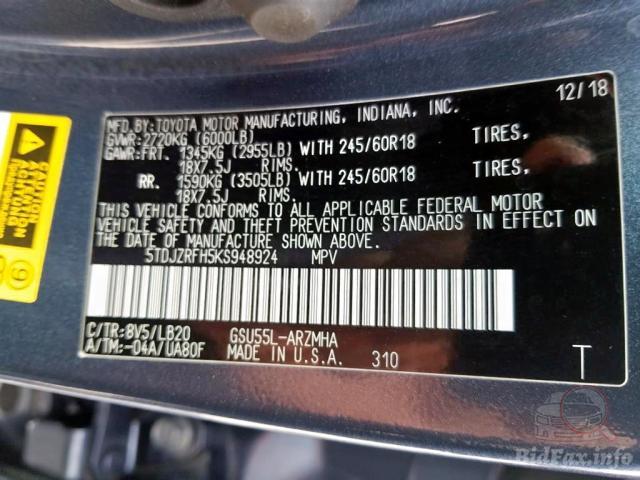 MFD.BY:TOYOTA MOTOR MANUFACTURING, INDIANA, INC. 12/18
GVWR:2720KG (6000LB)
GAWR:FRT. 1345KG (2955LB) WITH 245/60R18 TIRES,
18X7.5J RIMS.
RR. 1590KG (3505LB) WITH 245/60R18 TIRES,
18X7.5J RIMS.
THIS VEHICLE CONFORMS TO ALL APPLICABLE FEDERAL MOTOR
VEHICLE SAFETY AND THEFT PREVENTION STANDARDS IN EFFECT ON
THE DATE OF MANUFACTURE SHOWN ABOVE.
5TDJZRFH5KS948924 MPV
C/TR:8V5/LB20 GSU55L-ARZMHA
A/TM:-04A/UA80F MADE IN U.S.A. 310 T
BidFax.info